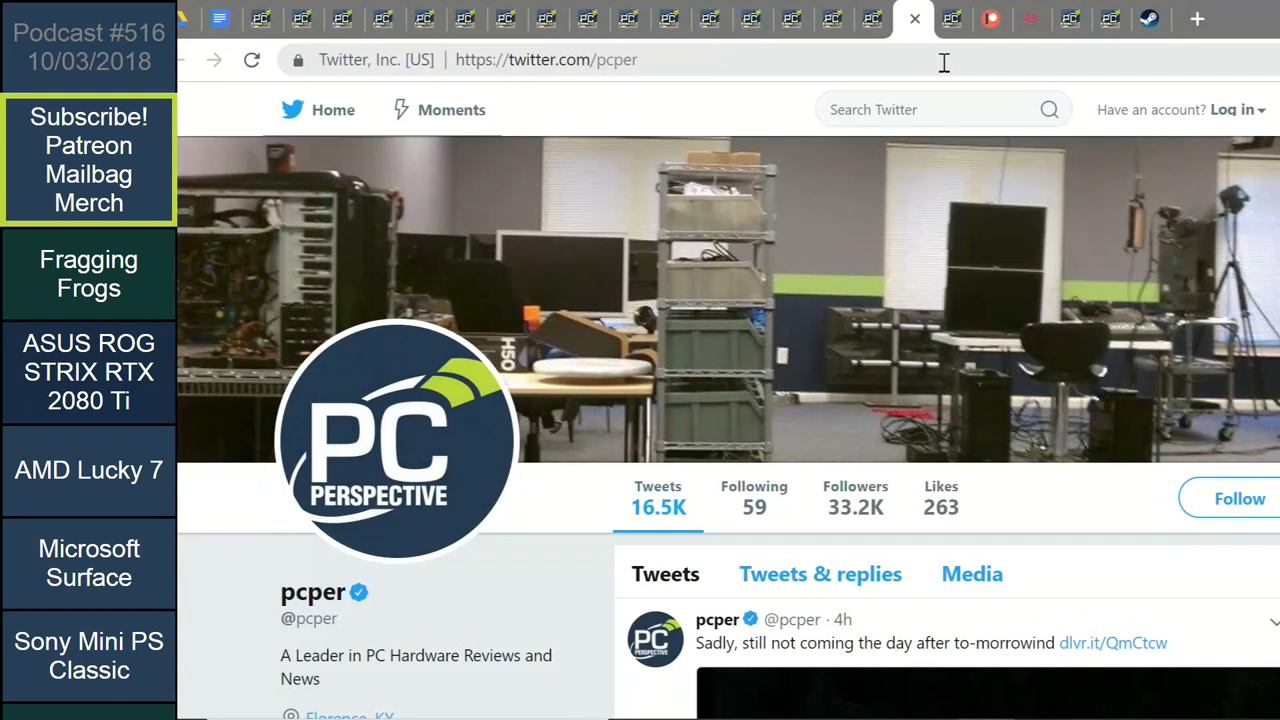 Podcast #516
10/03/2018
Subscribe!
Patreon
Mailbag
Merch
Fragging
Frogs
ASUS ROG
STRIX RTX
2080 Ti
AMD Lucky 7
Microsoft
Surface
Sony Mini PS
Classic
Twitter, Inc. [US] https://twitter.com/pcper
Home Moments Search Twitter Have an account? Log in
H50
PC
PERSPECTIVE
Tweets Following Followers Likes
16.5K 59 33.2K 263
Follow
pcper
@pcper
A Leader in PC Hardware Reviews and
News
Florence, KY
Tweets Tweets & replies Media
pcper @pcper · 4h
Sadly, still not coming the day after to-morrowind dlvr.it/QmCtcw